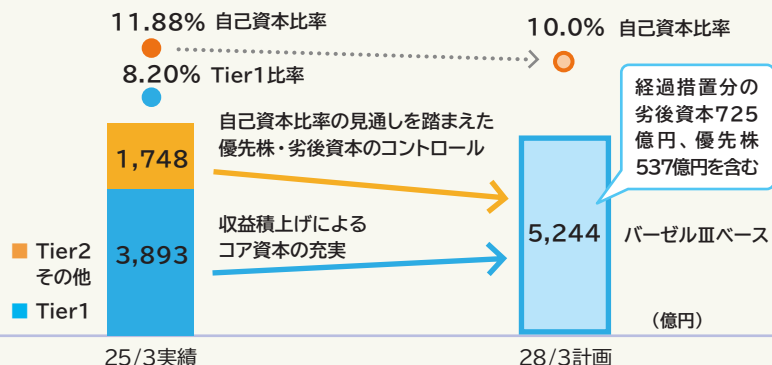 11.88% 自己資本比率
8.20% Tier1比率
10.0% 自己資本比率
経過措置分の
劣後資本725
億円、優先株
537億円を含む
自己資本比率の見通しを踏まえた
優先株・劣後資本のコントロール
1,748
収益積上げによる
コア資本の充実
3,893
5,244
バーゼルⅢベース
Tier2
その他
Tier1
（億円）
25/3実績
28/3計画